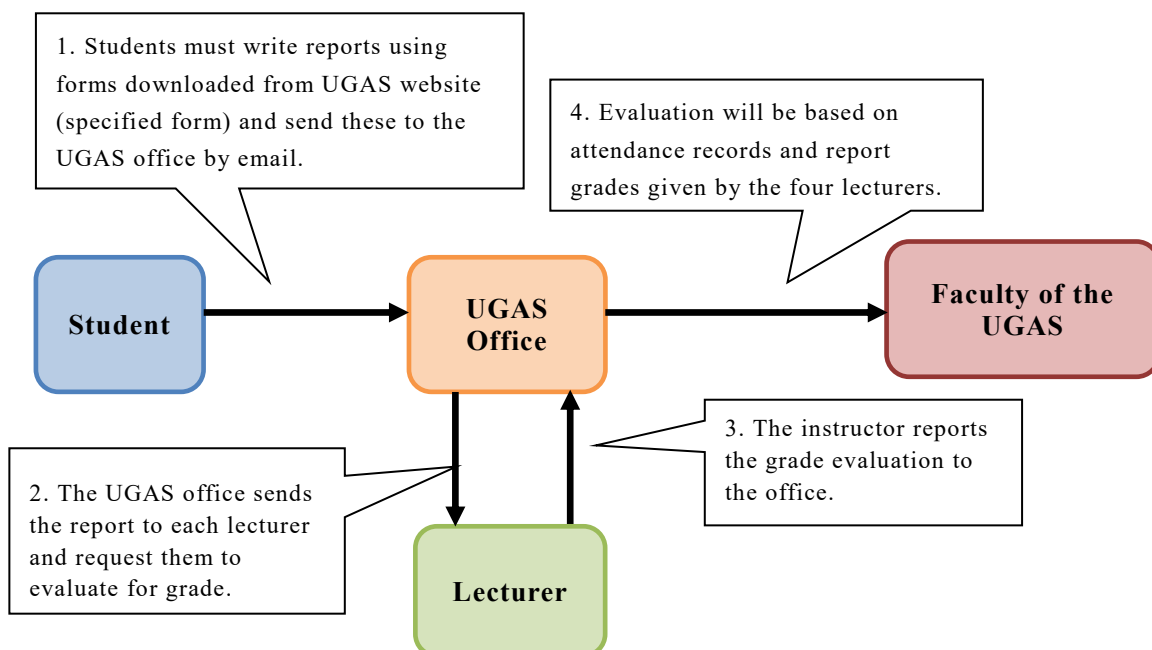 1. Students must write reports using
forms downloaded from UGAS website
(specified form) and send these to the
UGAS office by email.
4. Evaluation will be based on
attendance records and report
grades given by the four lecturers.
Student
UGAS
Office
Faculty of the
UGAS
2. The UGAS office sends
the report to each lecturer
and request them to
evaluate for grade.
3. The instructor reports
the grade evaluation to
the office.
Lecturer